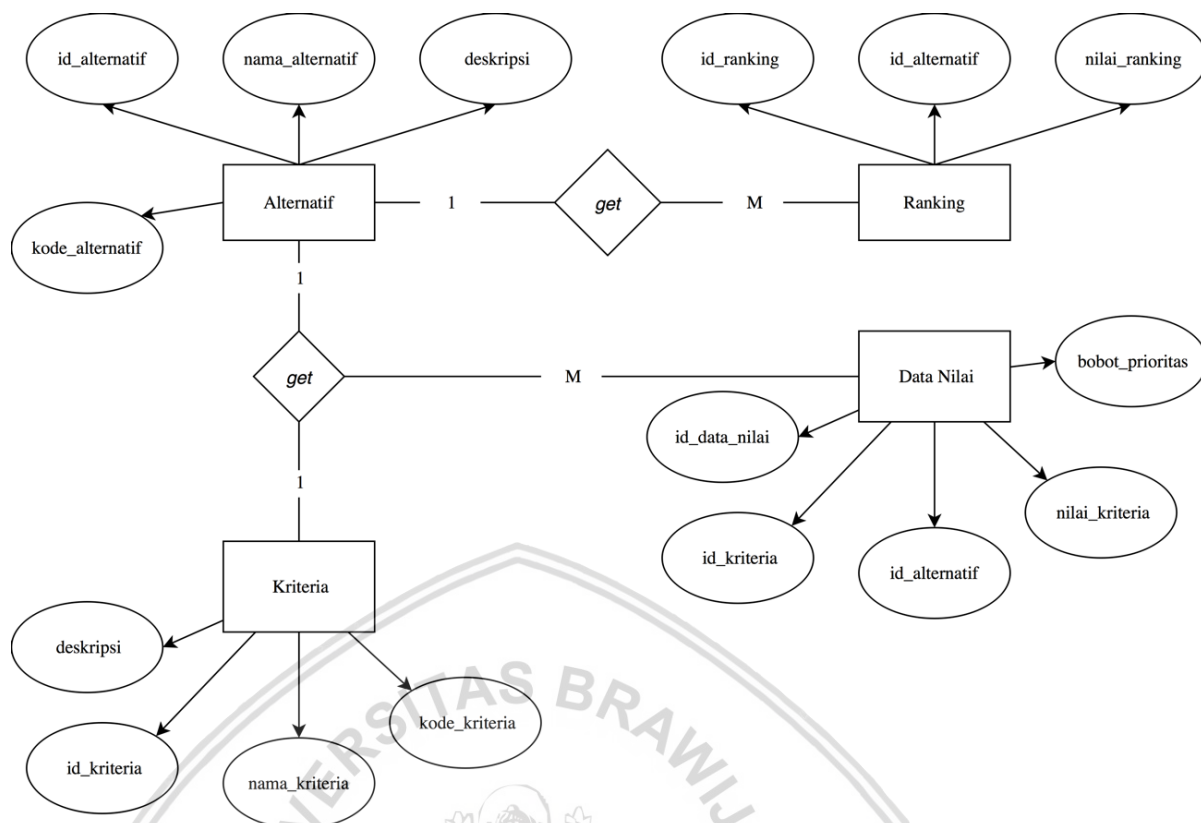 id_alternatif
nama_alternatif
deskripsi
id_ranking
id_alternatif
nilai_ranking
Alternatif
1
get
M
Ranking
kode_alternatif
1
get
M
Data Nilai
bobot_prioritas
id_data_nilai
1
nilai_kriteria
id_kriteria
id_alternatif
Kriteria
deskripsi
kode_kriteria
id_kriteria
nama_kriteria